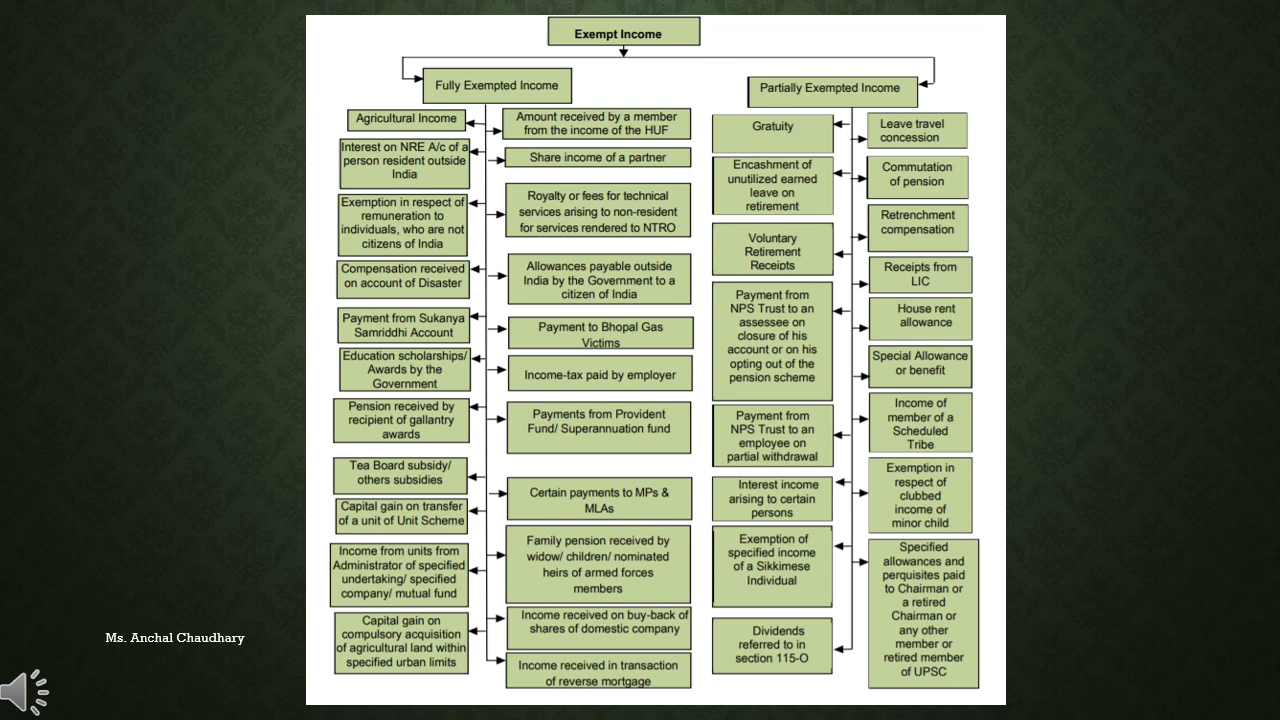 Exempt Income
Fully Exempted Income
Agricultural Income
Interest on NRE A/c of a
person resident outside
India
Exemption in respect of
remuneration to
individuals, who are not
citizens of India
Compensation received
on account of Disaster
Payment from Sukanya
Samriddhi Account
Education scholarships/
Awards by the
Government
Pension received by
recipient of gallantry
awards
Tea Board subsidy/
others subsidies
Capital gain on transfer
of a unit of Unit Scheme
Income from units from
Administrator of specified
undertaking/ specified
company/ mutual fund
Capital gain on
compulsory acquisition
of agricultural land within
specified urban limits
Amount received by a member
from the income of the HUF
Share income of a partner
Royalty or fees for technical
services arising to non-resident
for services rendered to NTRO
Allowances payable outside
India by the Government to a
citizen of India
Payment to Bhopal Gas
Victims
Income-tax paid by employer
Payments from Provident
Fund/ Superannuation fund
Certain payments to MPs &
MLAs
Family pension received by
widow/ children/ nominated
heirs of armed forces
members
Income received on buy-back of
shares of domestic company
Income received in transaction
of reverse mortgage
Partially Exempted Income
Gratuity
Encashment of
unutilized earned
leave on
retirement
Voluntary
Retirement
Receipts
Payment from
NPS Trust to an
assessee on
closure of his
account or on his
opting out of the
pension scheme
Payment from
NPS Trust to an
employee on
partial withdrawal
Interest income
arising to certain
persons
Exemption of
specified income
of a Sikkimese
Individual
Dividends
referred to in
section 115-O
Leave travel
concession
Commutation
of pension
Retrenchment
compensation
Receipts from
LIC
House rent
allowance
Special Allowance
or benefit
Income of
member of a
Scheduled
Tribe
Exemption in
respect of
clubbed
income of
minor child
Specified
allowances and
perquisites paid
to Chairman or
a retired
Chairman or
any other
member or
retired member
of UPSC
Ms. Anchal Chaudhary